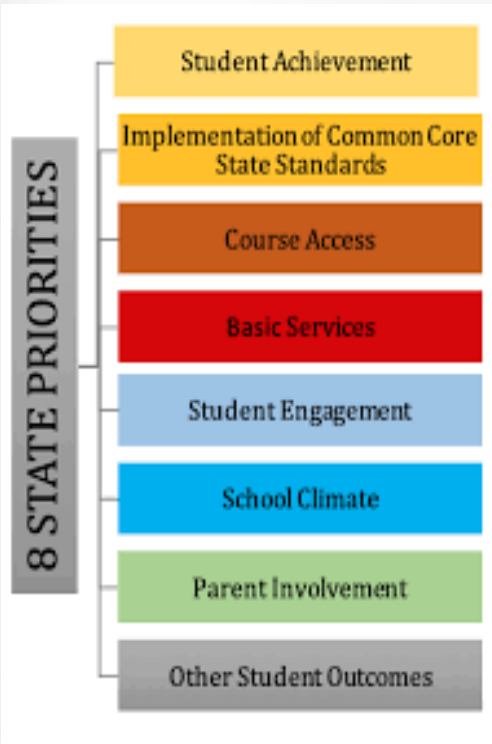 8 STATE PRIORITIES
Student Achievement
Implementation of Common Core
State Standards
Course Access
Basic Services
Student Engagement
School Climate
Parent Involvement
Other Student Outcomes